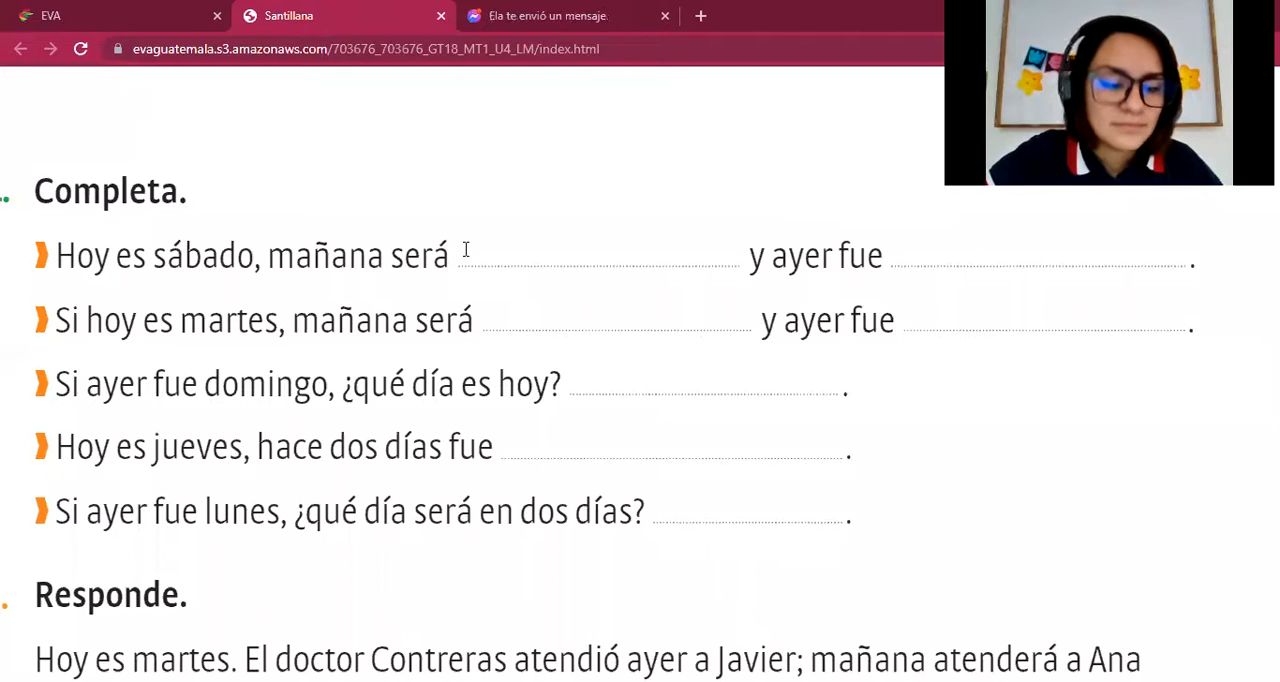 EVA
Santillana
Ela te envió un mensaje.
evaguatemala.s3.amazonaws.com/703676_703676_GT18_MT1_U4_LM/index.html
Completa.
Hoy es sábado, mañana será y ayer fue .
Si hoy es martes, mañana será y ayer fue .
Si ayer fue domingo, ¿qué día es hoy? .
Hoy es jueves, hace dos días fue .
Si ayer fue lunes, ¿qué día será en dos días? .
Responde.
Hoy es martes. El doctor Contreras atendió ayer a Javier; mañana atenderá a Ana